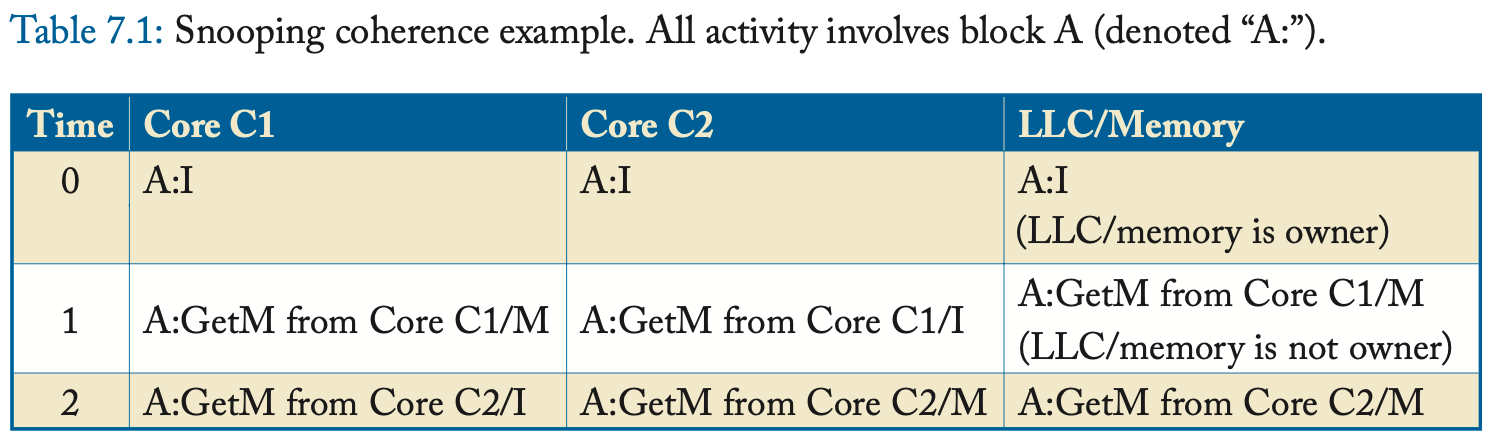 Table 7.1: Snooping coherence example. All activity involves block A (denoted “A:”).
Time Core C1 Core C2 LLC/Memory
0 A:I A:I A:I
(LLC/memory is owner)
1 A:GetM from Core C1/M A:GetM from Core C1/I A:GetM from Core C1/M
(LLC/memory is not owner)
2 A:GetM from Core C2/I A:GetM from Core C2/M A:GetM from Core C2/M